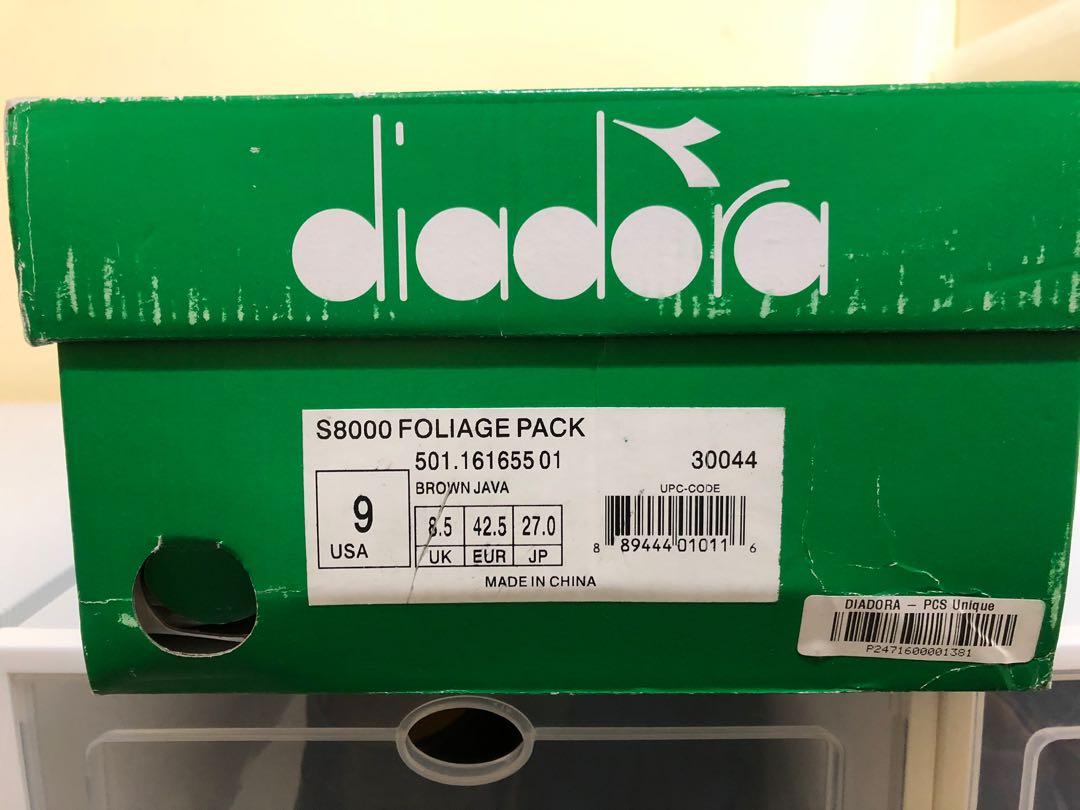 diadora
S8000 FOLIAGE PACK
501.161655 01 30044
BROWN JAVA
UPC-CODE
9
USA
8.5 42.5 27.0
UK EUR JP
8 89444 01011 6
MADE IN CHINA
DIADORA – PCS Unique
P2471600001381